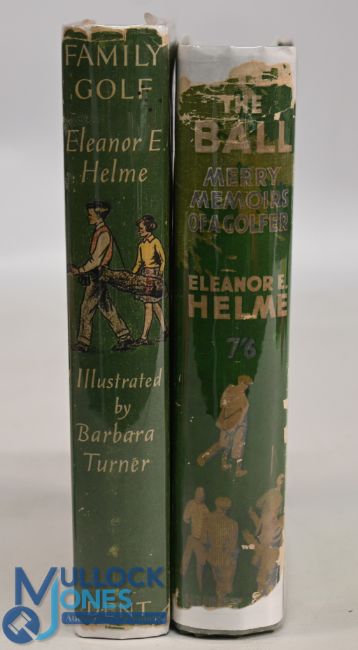 FAMILY
GOLF
Eleanor E.
Helme
Illustrated
by
Barbara
Turner
DENT
THE
BALL
MERRY
MEMOIRS
OF A GOLFER
ELEANOR E.
HELME
7'6
MULLOCK
JONES